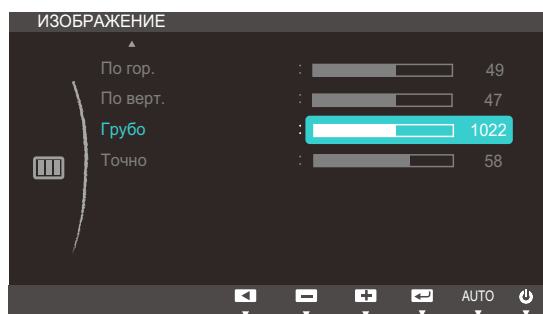 ИЗОБРАЖЕНИЕ
По гор. : 49
По верт. : 47
Грубо : 1022
Точно : 58
AUTO